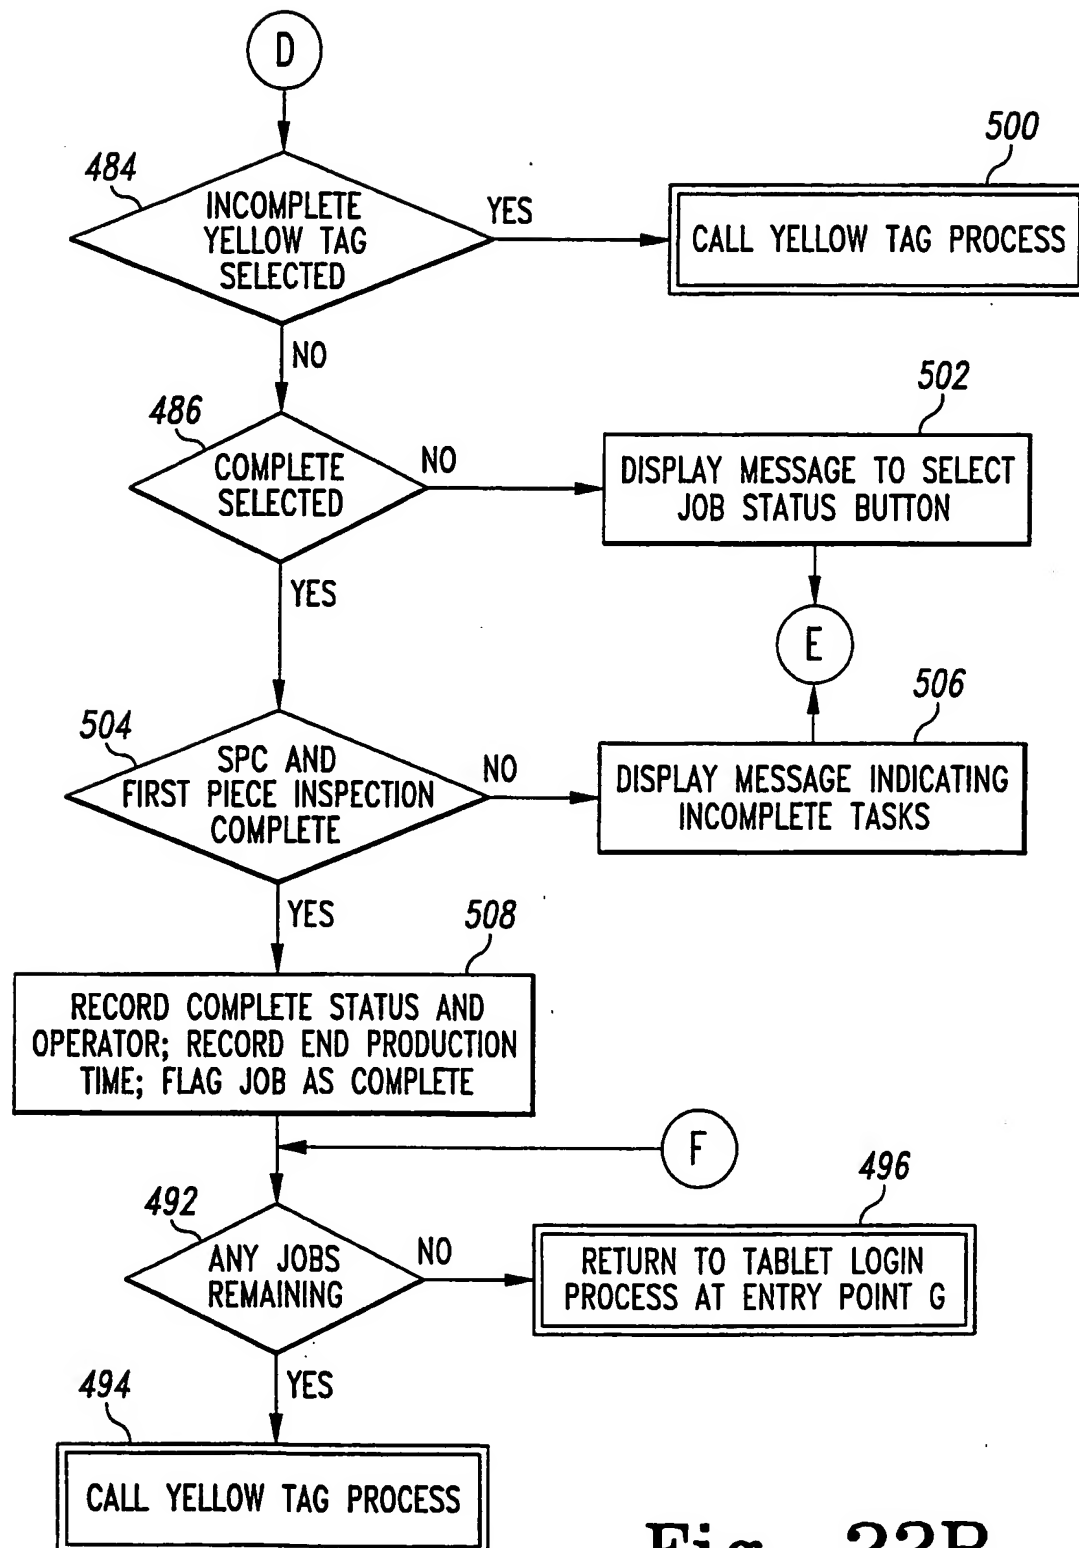 D
484
INCOMPLETE
YELLOW TAG
SELECTED
YES
500
CALL YELLOW TAG PROCESS
NO
486
COMPLETE
SELECTED
NO
502
DISPLAY MESSAGE TO SELECT
JOB STATUS BUTTON
YES
E
504
SPC AND
FIRST PIECE INSPECTION
COMPLETE
NO
506
DISPLAY MESSAGE INDICATING
INCOMPLETE TASKS
YES
508
RECORD COMPLETE STATUS AND
OPERATOR; RECORD END PRODUCTION
TIME; FLAG JOB AS COMPLETE
F
492
ANY JOBS
REMAINING
NO
496
RETURN TO TABLET LOGIN
PROCESS AT ENTRY POINT G
YES
494
CALL YELLOW TAG PROCESS
Fig. 22B